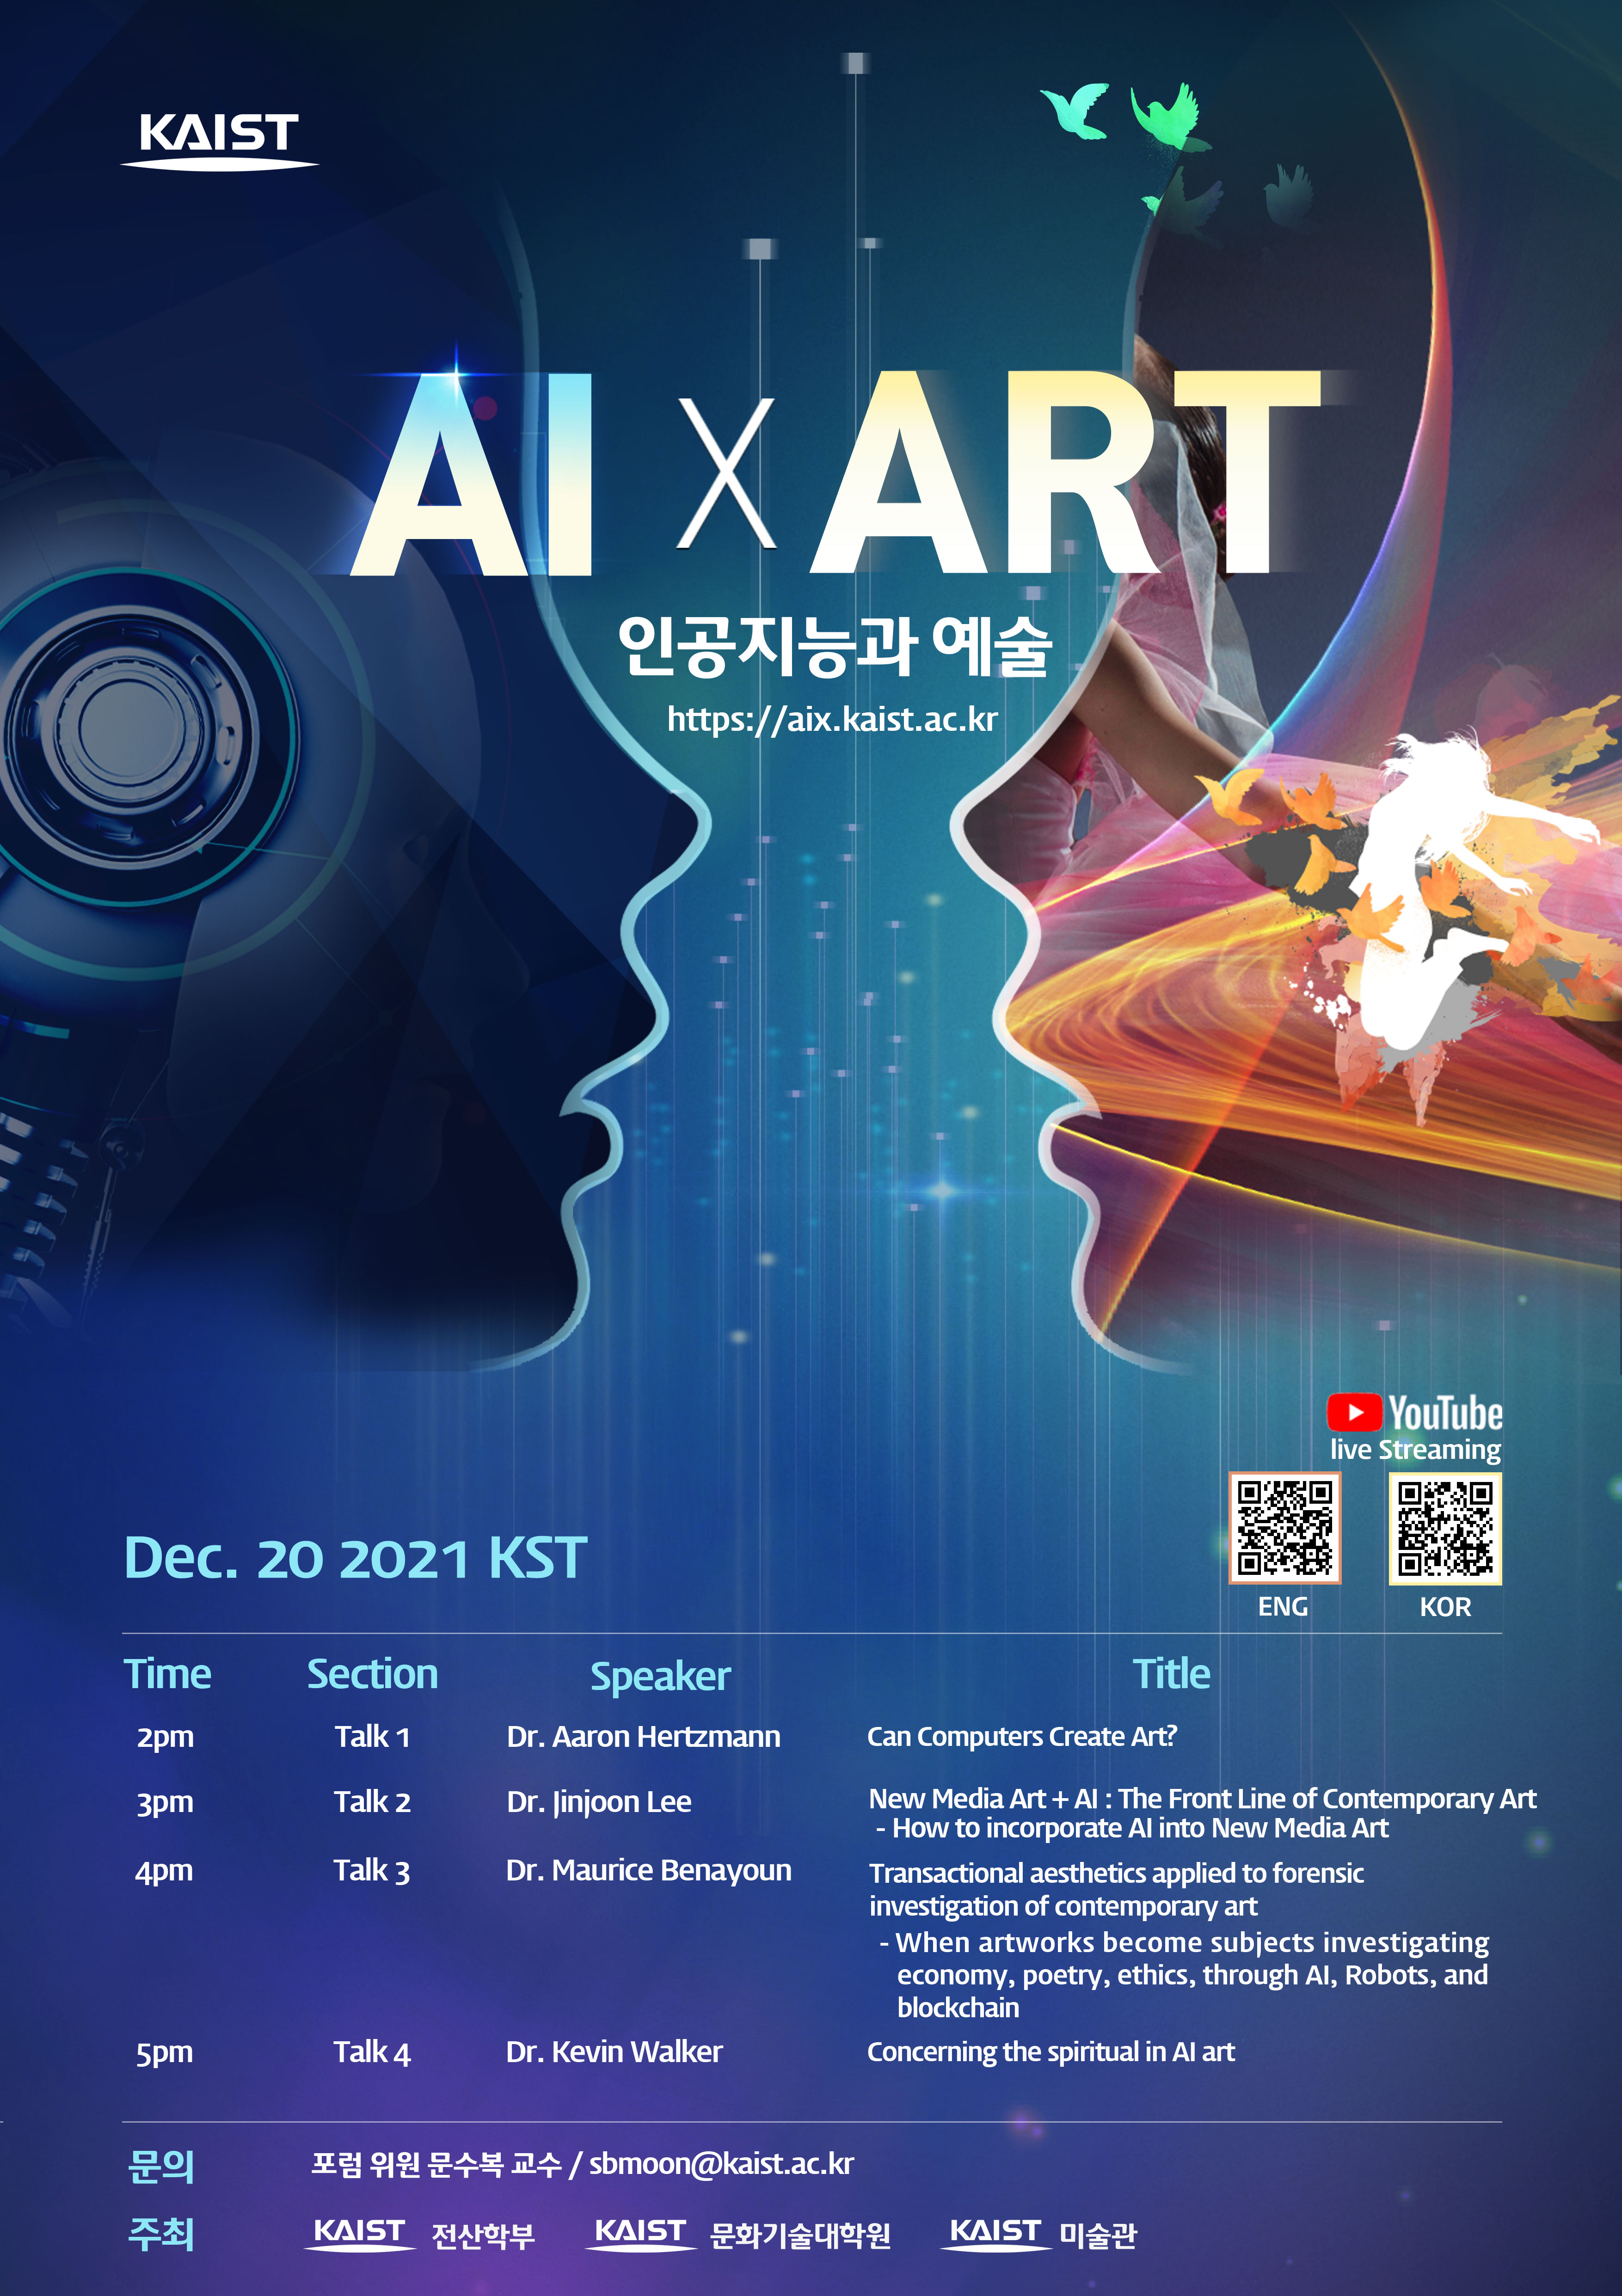 KAIST
AI X ART
인공지능과 예술
https://aix.kaist.ac.kr
YouTube
live Streaming
ENG KOR
Dec. 20 2021 KST
Time Section Speaker Title
2pm Talk 1 Dr. Aaron Hertzmann Can Computers Create Art?
3pm Talk 2 Dr. Jinjoon Lee New Media Art + AI : The Front Line of Contemporary Art
- How to incorporate AI into New Media Art
4pm Talk 3 Dr. Maurice Benayoun Transactional aesthetics applied to forensic
investigation of contemporary art
- When artworks become subjects investigating
economy, poetry, ethics, through AI, Robots, and
blockchain
5pm Talk 4 Dr. Kevin Walker Concerning the spiritual in AI art
문의 포럼 위원 문수복 교수 / sbmoon@kaist.ac.kr
주최 KAIST 전산학부 KAIST 문화기술대학원 KAIST 미술관